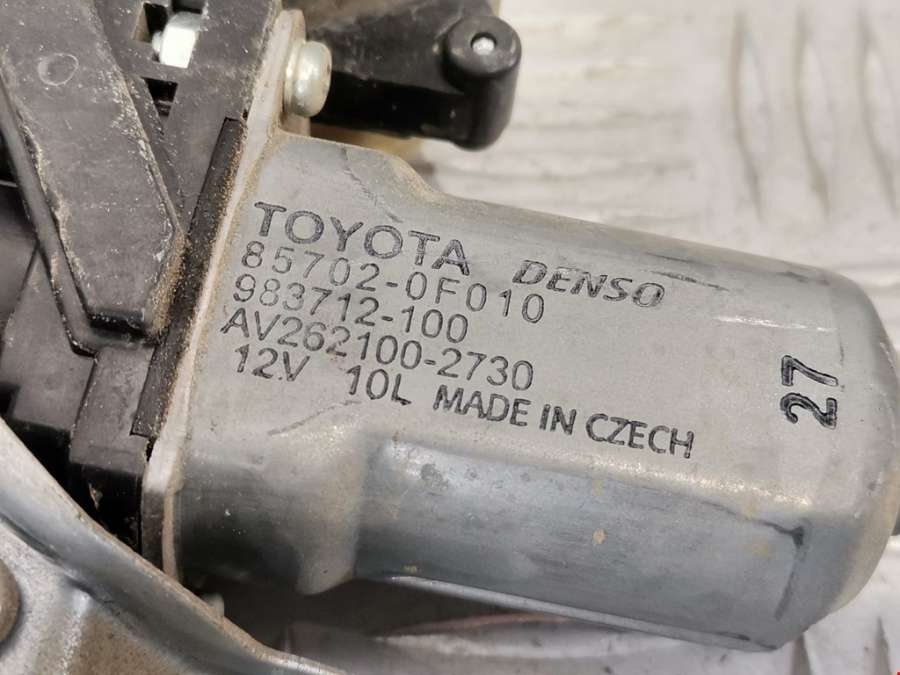 TOYOTA DENSO
85702-0F010
983712-100
AV262100-2730
12V 10L MADE IN CZECH
27